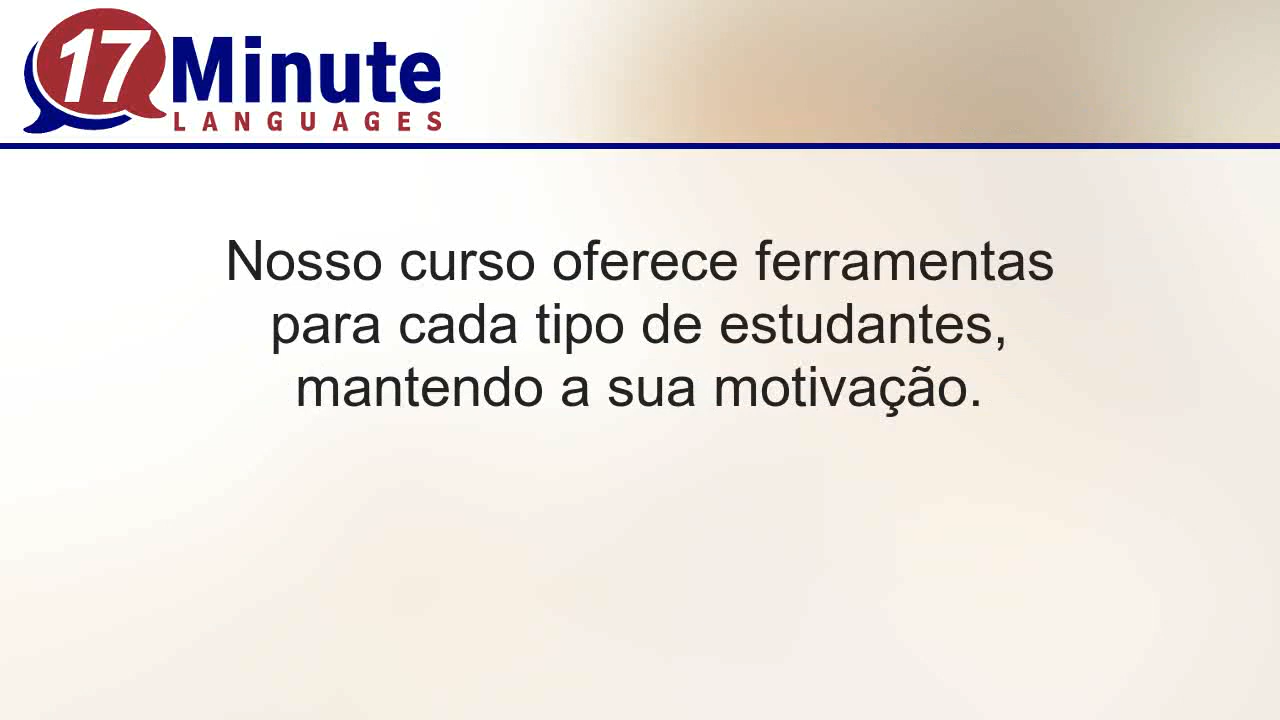 17 Minute
LANGUAGES
Nosso curso oferece ferramentas
para cada tipo de estudantes,
mantendo a sua motivação.